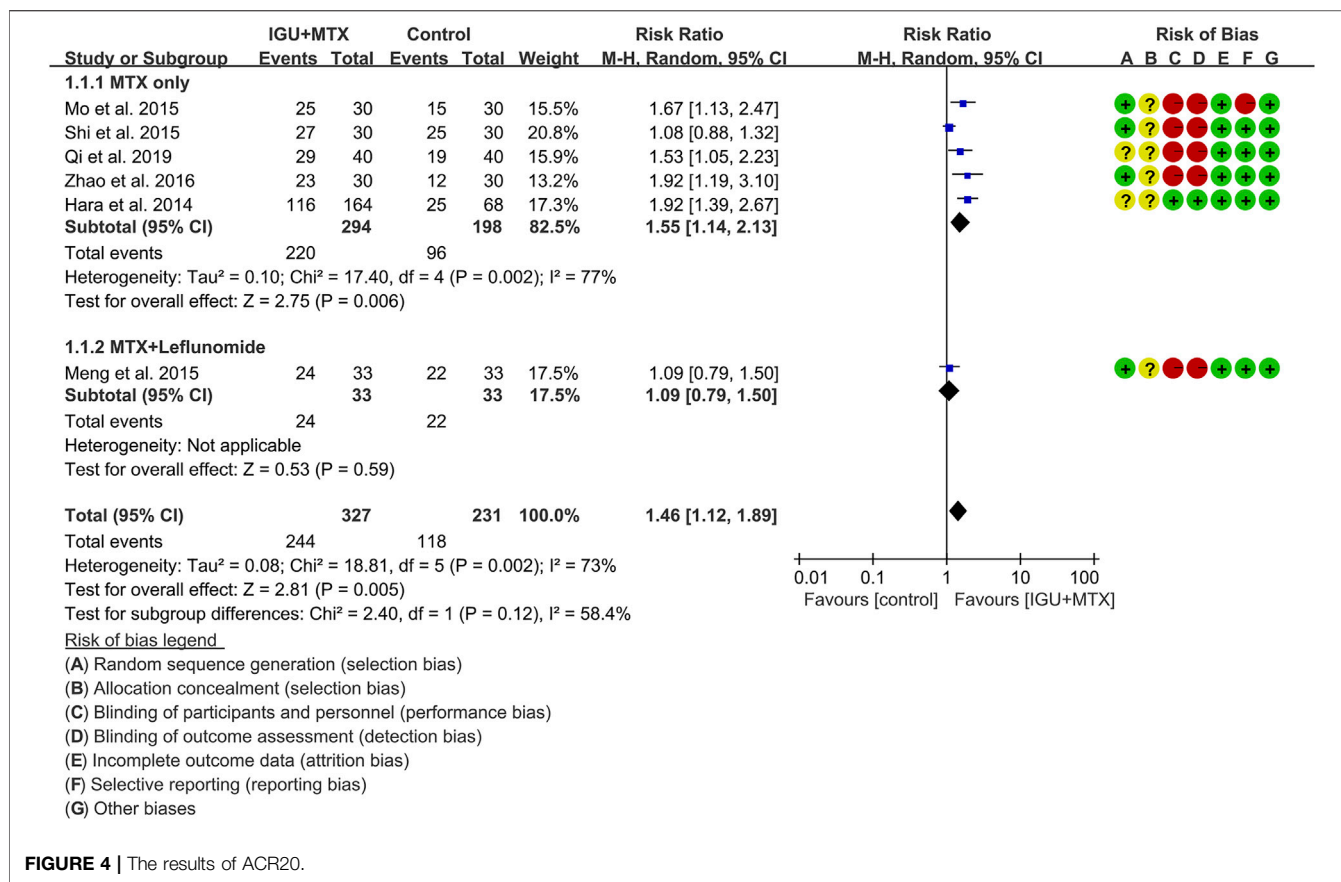 IGU+MTX Control Risk Ratio Risk Ratio Risk of Bias
Study or Subgroup Events Total Events Total Weight M-H, Random, 95% CI M-H, Random, 95% CI A B C D E F G
1.1.1 MTX only
Mo et al. 2015 25 30 15 30 15.5% 1.67 [1.13, 2.47] + ? - - + - +
Shi et al. 2015 27 30 25 30 20.8% 1.08 [0.88, 1.32] + ? - - + + +
Qi et al. 2019 29 40 19 40 15.9% 1.53 [1.05, 2.23] ? ? - - + + +
Zhao et al. 2016 23 30 12 30 13.2% 1.92 [1.19, 3.10] + ? - - + + +
Hara et al. 2014 116 164 25 68 17.3% 1.92 [1.39, 2.67] ? ? + + + + +
Subtotal (95% CI) 294 198 82.5% 1.55 [1.14, 2.13]
Total events 220 96
Heterogeneity: Tau² = 0.10; Chi² = 17.40, df = 4 (P = 0.002); I² = 77%
Test for overall effect: Z = 2.75 (P = 0.006)
1.1.2 MTX+Leflunomide
Meng et al. 2015 24 33 22 33 17.5% 1.09 [0.79, 1.50] + ? - - + + +
Subtotal (95% CI) 33 33 17.5% 1.09 [0.79, 1.50]
Total events 24 22
Heterogeneity: Not applicable
Test for overall effect: Z = 0.53 (P = 0.59)
Total (95% CI) 327 231 100.0% 1.46 [1.12, 1.89]
Total events 244 118
Heterogeneity: Tau² = 0.08; Chi² = 18.81, df = 5 (P = 0.002); I² = 73%
Test for overall effect: Z = 2.81 (P = 0.005)
Test for subgroup differences: Chi² = 2.40, df = 1 (P = 0.12), I² = 58.4%
0.01 0.1 1 10 100
Favours [control] Favours [IGU+MTX]
Risk of bias legend
(A) Random sequence generation (selection bias)
(B) Allocation concealment (selection bias)
(C) Blinding of participants and personnel (performance bias)
(D) Blinding of outcome assessment (detection bias)
(E) Incomplete outcome data (attrition bias)
(F) Selective reporting (reporting bias)
(G) Other biases
FIGURE 4 | The results of ACR20.